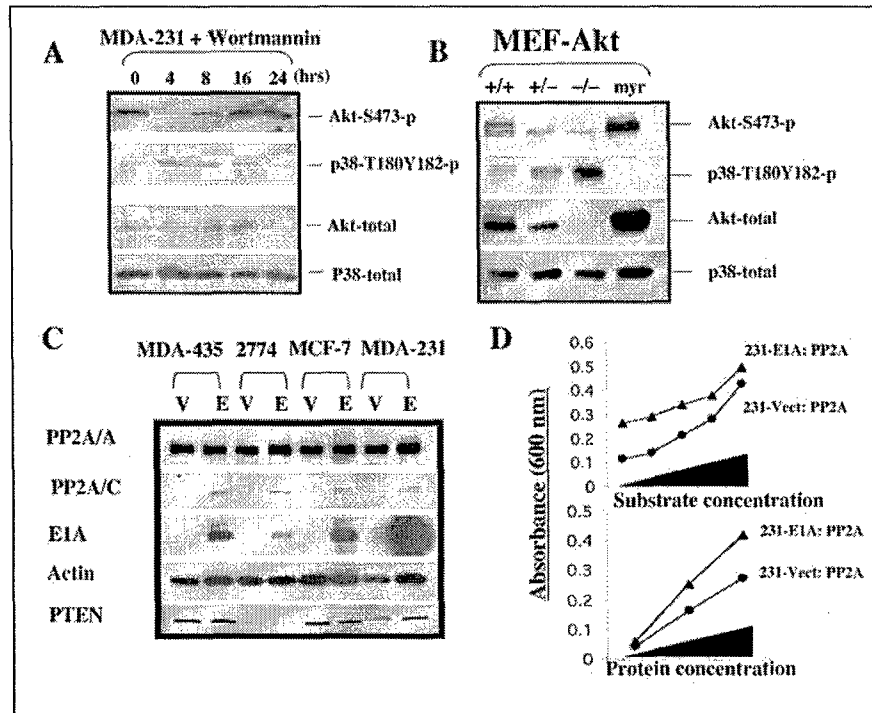 A
MDA-231 + Wortmannin
0 4 8 16 24 (hrs)
Akt-S473-p
p38-T180Y182-p
Akt-total
P38-total
B
MEF-Akt
+/+ +/– –/– myr
Akt-S473-p
p38-T180Y182-p
Akt-total
p38-total
C
MDA-435 2774 MCF-7 MDA-231
V E V E V E V E
PP2A/A
PP2A/C
E1A
Actin
PTEN
D
Absorbance (600 nm)
0.6
0.5
0.4
0.3
0.2
0.1
0
231-E1A: PP2A
231-Vect: PP2A
Substrate concentration
0.5
0.4
0.3
0.2
0.1
0
231-E1A: PP2A
231-Vect: PP2A
Protein concentration